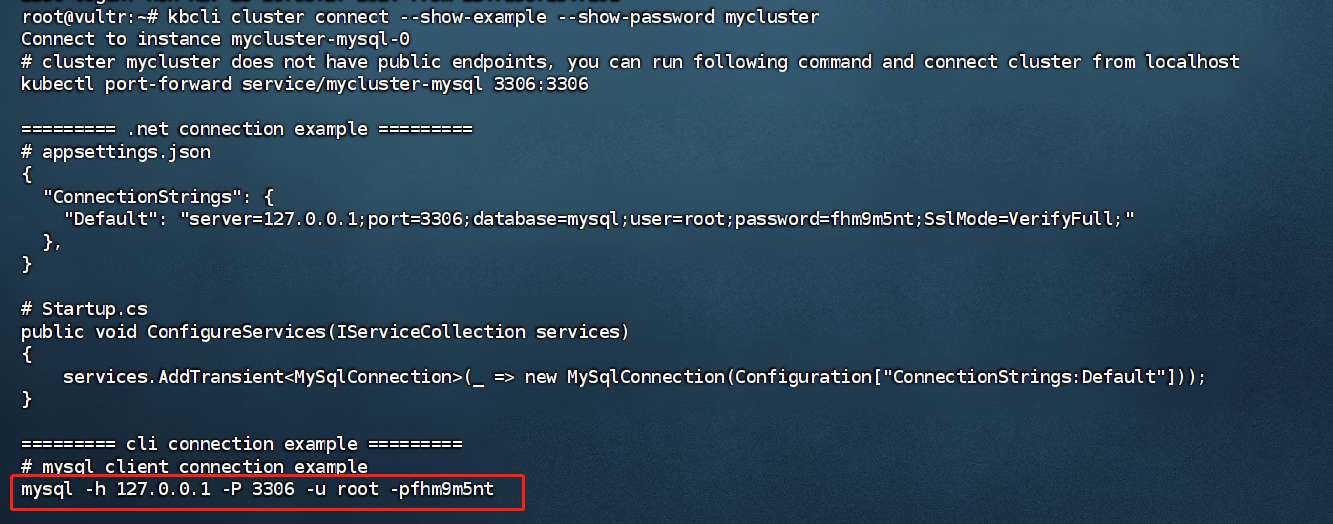 root@vultr:~# kbcli cluster connect --show-example --show-password mycluster
Connect to instance mycluster-mysql-0
# cluster mycluster does not have public endpoints, you can run following command and connect cluster from localhost
kubectl port-forward service/mycluster-mysql 3306:3306

========= .net connection example =========
# appsettings.json
{
  "ConnectionStrings": {
    "Default": "server=127.0.0.1;port=3306;database=mysql;user=root;password=fhm9m5nt;SslMode=VerifyFull;"
  },
}

# Startup.cs
public void ConfigureServices(IServiceCollection services)
{
    services.AddTransient<MySqlConnection>(_ => new MySqlConnection(Configuration["ConnectionStrings:Default"]));
}

========= cli connection example =========
# mysql client connection example
mysql -h 127.0.0.1 -P 3306 -u root -pfhm9m5nt